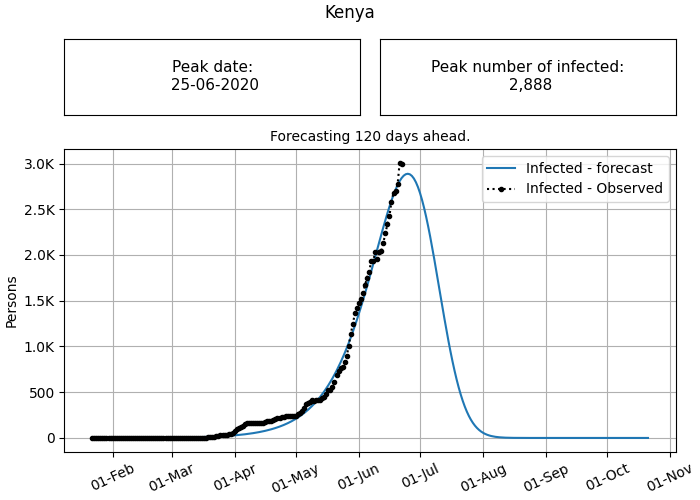 Kenya
Peak date:
25-06-2020
Peak number of infected:
2,888
Forecasting 120 days ahead.
3.0K
2.5K
2.0K
1.5K
1.0K
500
0
Persons
Infected - forecast
Infected - Observed
01-Feb
01-Mar
01-Apr
01-May
01-Jun
01-Jul
01-Aug
01-Sep
01-Oct
01-Nov